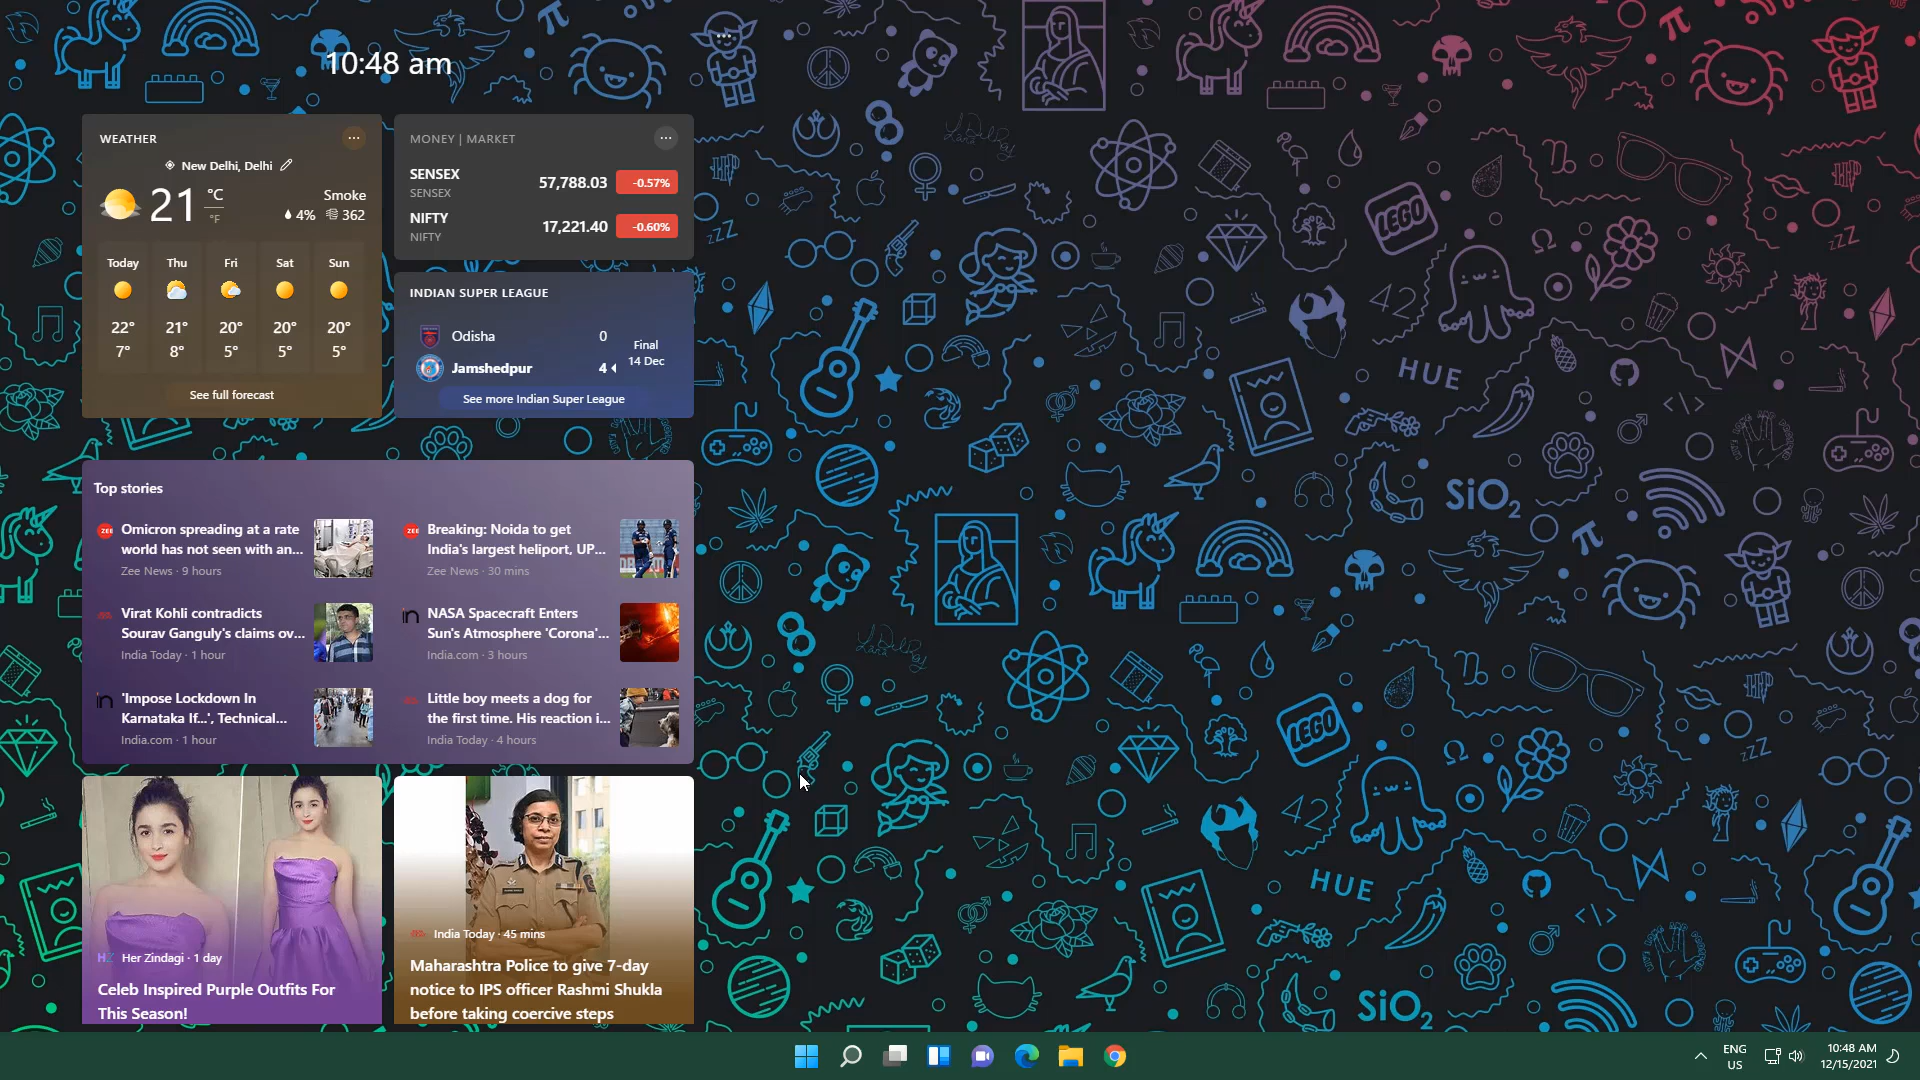 10:48 am
WEATHER
New Delhi, Delhi
21 °C
°F
Smoke
4% 362
Today Thu Fri Sat Sun
22° 21° 20° 20° 20°
7° 8° 5° 5° 5°
See full forecast
MONEY | MARKET
SENSEX 57,788.03 -0.57%
SENSEX
NIFTY 17,221.40 -0.60%
NIFTY
INDIAN SUPER LEAGUE
Odisha 0
Jamshedpur 4
Final
14 Dec
See more Indian Super League
Top stories
Omicron spreading at a rate
world has not seen with an...
Zee News · 9 hours
Breaking: Noida to get
India's largest heliport, UP...
Zee News · 30 mins
Virat Kohli contradicts
Sourav Ganguly's claims ov...
India Today · 1 hour
NASA Spacecraft Enters
Sun's Atmosphere 'Corona'...
India.com · 3 hours
'Impose Lockdown In
Karnataka If...', Technical...
India.com · 1 hour
Little boy meets a dog for
the first time. His reaction i...
India Today · 4 hours
Her Zindagi · 1 day
Celeb Inspired Purple Outfits For
This Season!
India Today · 45 mins
Maharashtra Police to give 7-day
notice to IPS officer Rashmi Shukla
before taking coercive steps
LEGO
zzZ
42
HUE
</>
SiO2
π
Ω
LEGO
zzZ
42
HUE
</>
SiO2
π
Ω
ENG
US
10:48 AM
12/15/2021